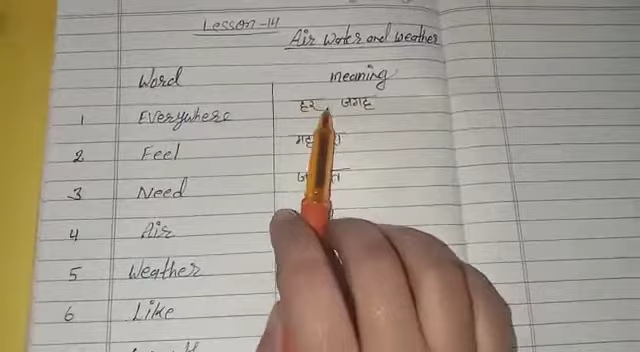 Lesson-14
Air Water and weather
Word meaning
1 Everywhere हर जगह
2 Feel
3 Need
4 Air
5 Weather
6 Like